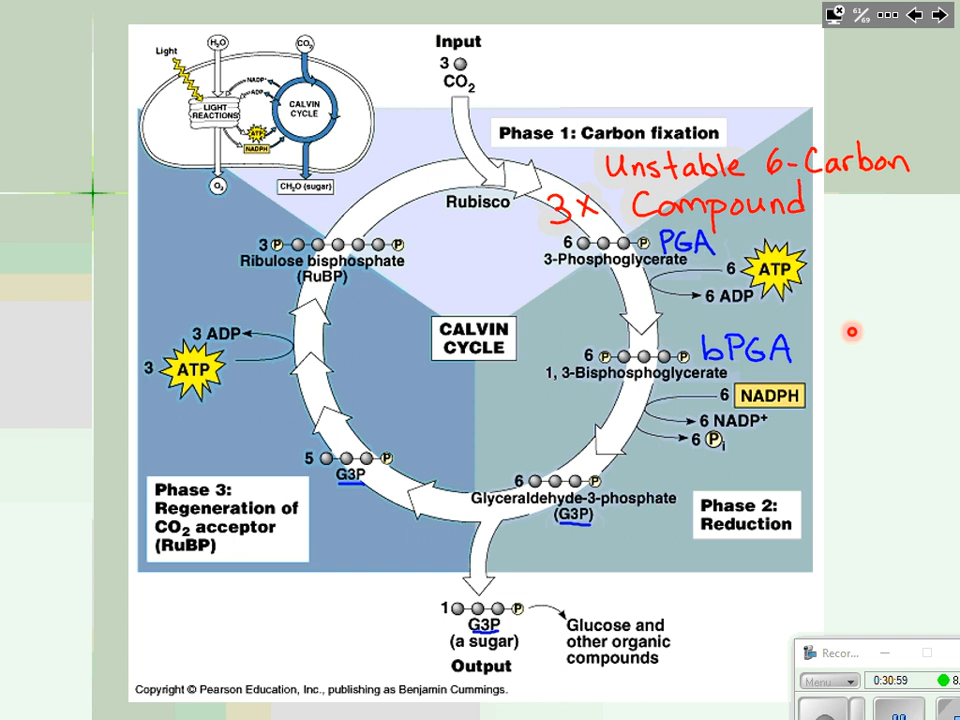 61/69
H₂O
CO₂
Light
NADP⁺
ADP
LIGHT
REACTIONS
CALVIN
CYCLE
ATP
NADPH
O₂
CH₂O (sugar)
Input
3
CO₂
Phase 1: Carbon fixation
Unstable 6-Carbon
3x Compound
Rubisco
3 P P
Ribulose bisphosphate
(RuBP)
6 P PGA
3-Phosphoglycerate
6 ATP
6 ADP
CALVIN
CYCLE
3 ADP
3 ATP
6 P P bPGA
1, 3-Bisphosphoglycerate
6 NADPH
6 NADP⁺
6 Pi
5 P
G3P
6 P
Glyceraldehyde-3-phosphate
(G3P)
Phase 3:
Regeneration of
CO₂ acceptor
(RuBP)
Phase 2:
Reduction
1 P
G3P
(a sugar)
Output
Glucose and
other organic
compounds
Copyright © Pearson Education, Inc., publishing as Benjamin Cummings.
Recor...
Menu
0:30:59
8.